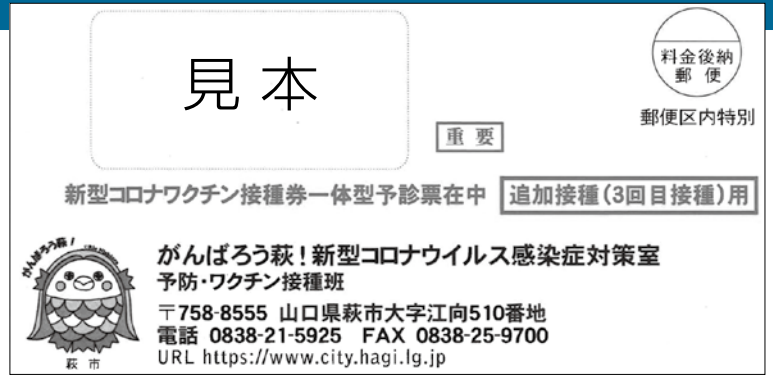 見本
料金後納
郵便
郵便区内特別
重要
新型コロナワクチン接種券一体型予診票在中 追加接種(3回目接種)用
がんばろう萩!
がんばろう萩!新型コロナウイルス感染症対策室
予防・ワクチン接種班
〒758-8555 山口県萩市大字江向510番地
電話 0838-21-5925 FAX 0838-25-9700
URL https://www.city.hagi.lg.jp
萩市